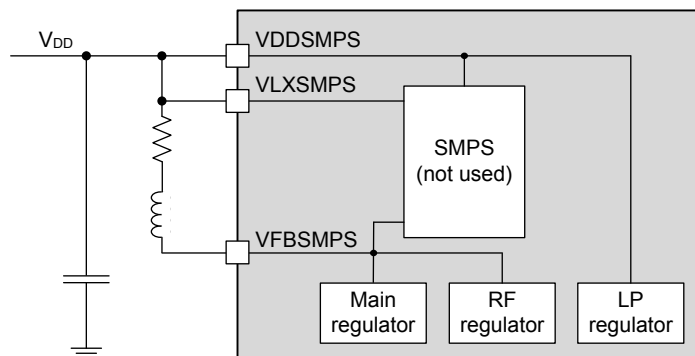 VDD
VDDSMPS
VLXSMPS
SMPS
(not used)
VFBSMPS
Main
regulator
RF
regulator
LP
regulator